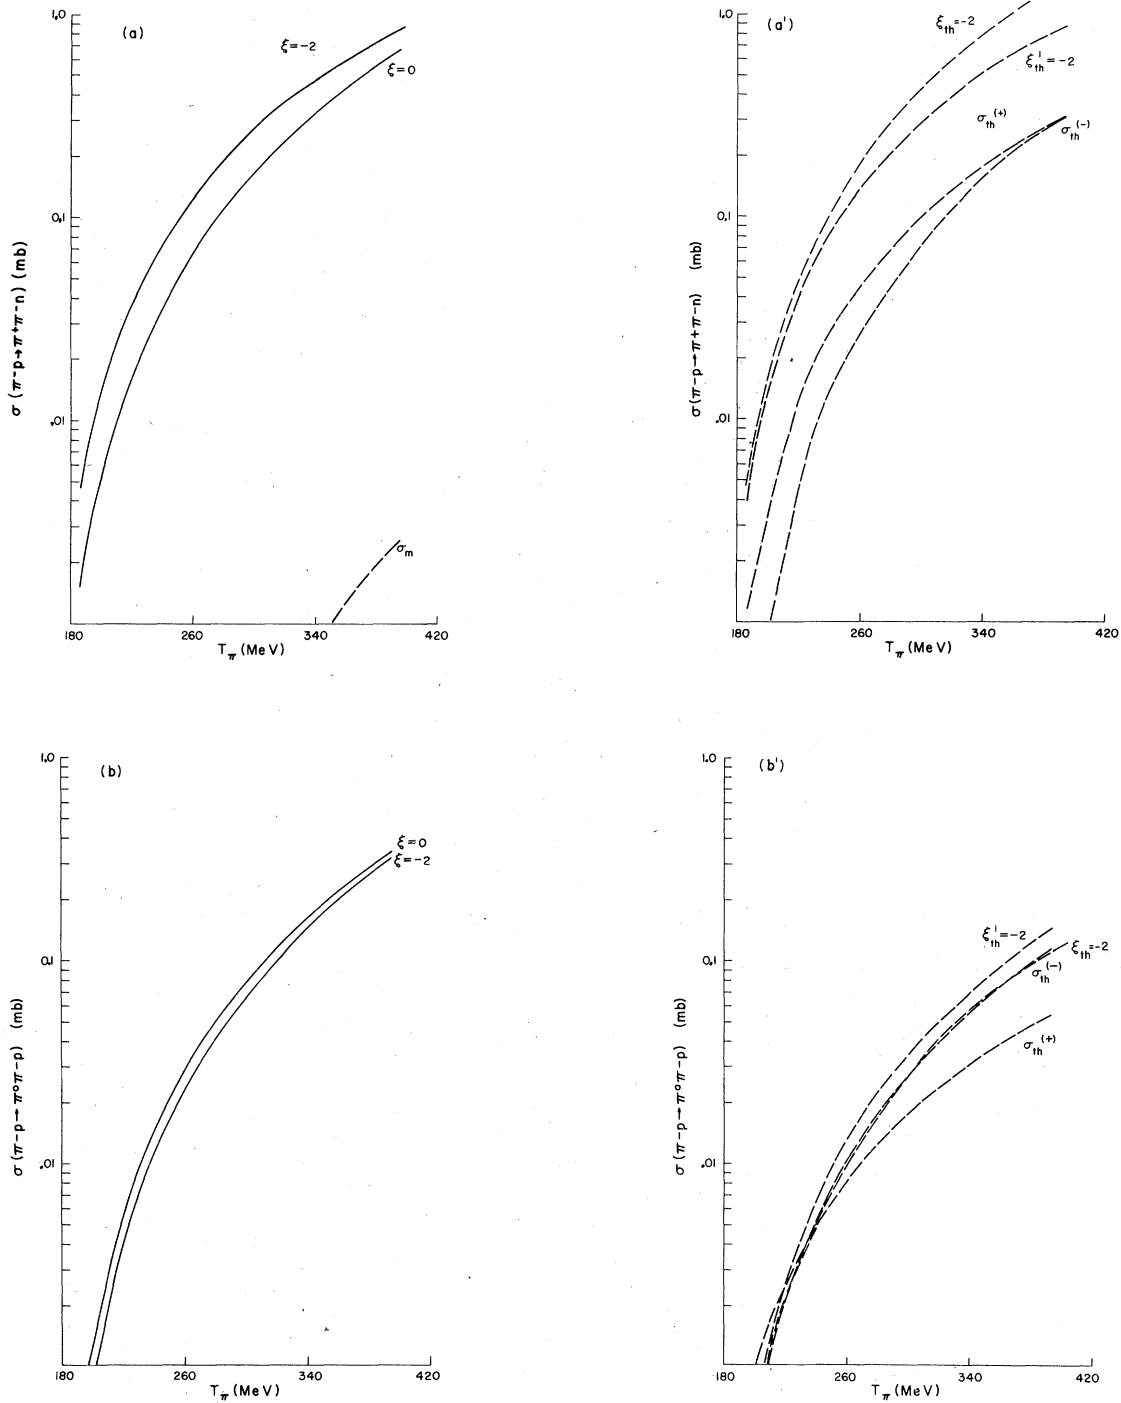 (a)
1.0
0.1
.01
ξ=-2
ξ=0
σm
σ (π-p→π+π-n) (mb)
180 260 340 420
Tπ (MeV)
(a')
1.0
0.1
.01
ξth=-2
ξ'th=-2
σth(+)
σth(-)
σ (π-p→π+π-n) (mb)
180 260 340 420
Tπ (MeV)
(b)
1.0
0.1
.01
ξ=0
ξ=-2
σ (π-p→π°π-p) (mb)
180 260 340 420
Tπ (MeV)
(b')
1.0
0.1
.01
ξ'th=-2
ξth=-2
σth(-)
σth(+)
σ (π-p→π°π-p) (mb)
180 260 340 420
Tπ (MeV)